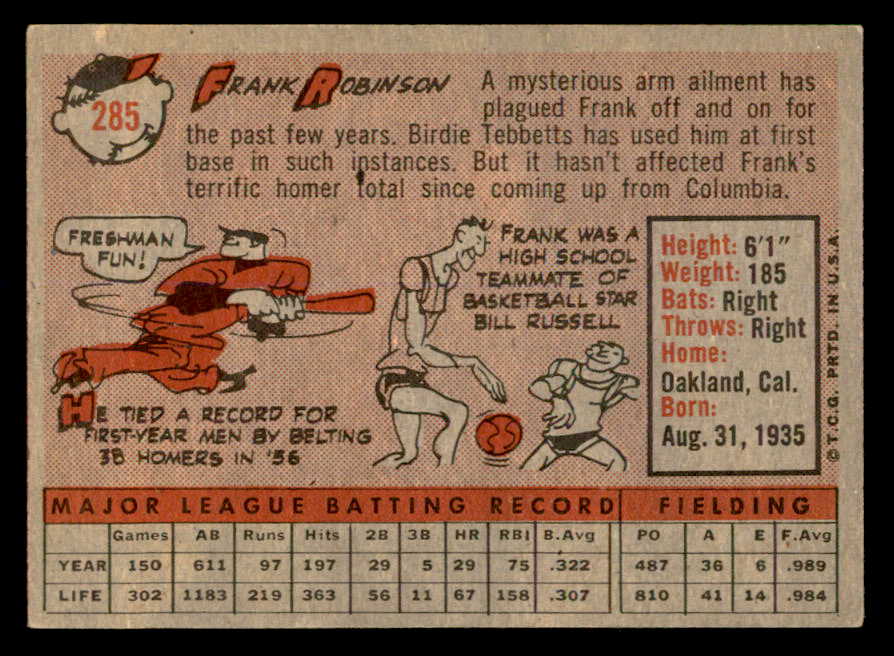 285
FRANK ROBINSON
A mysterious arm ailment has
plagued Frank off and on for
the past few years. Birdie Tebbetts has used him at first
base in such instances. But it hasn't affected Frank's
terrific homer total since coming up from Columbia.
FRESHMAN
FUN!
HE TIED A RECORD FOR
FIRST-YEAR MEN BY BELTING
38 HOMERS IN '56
FRANK WAS A
HIGH SCHOOL
TEAMMATE OF
BASKETBALL STAR
BILL RUSSELL
Height: 6'1"
Weight: 185
Bats: Right
Throws: Right
Home:
Oakland, Cal.
Born:
Aug. 31, 1935
© T.C.G. PRTD. IN U.S.A.
MAJOR LEAGUE BATTING RECORD FIELDING
Games AB Runs Hits 2B 3B HR RBI B.Avg PO A E F.Avg
YEAR 150 611 97 197 29 5 29 75 .322 487 36 6 .989
LIFE 302 1183 219 363 56 11 67 158 .307 810 41 14 .984